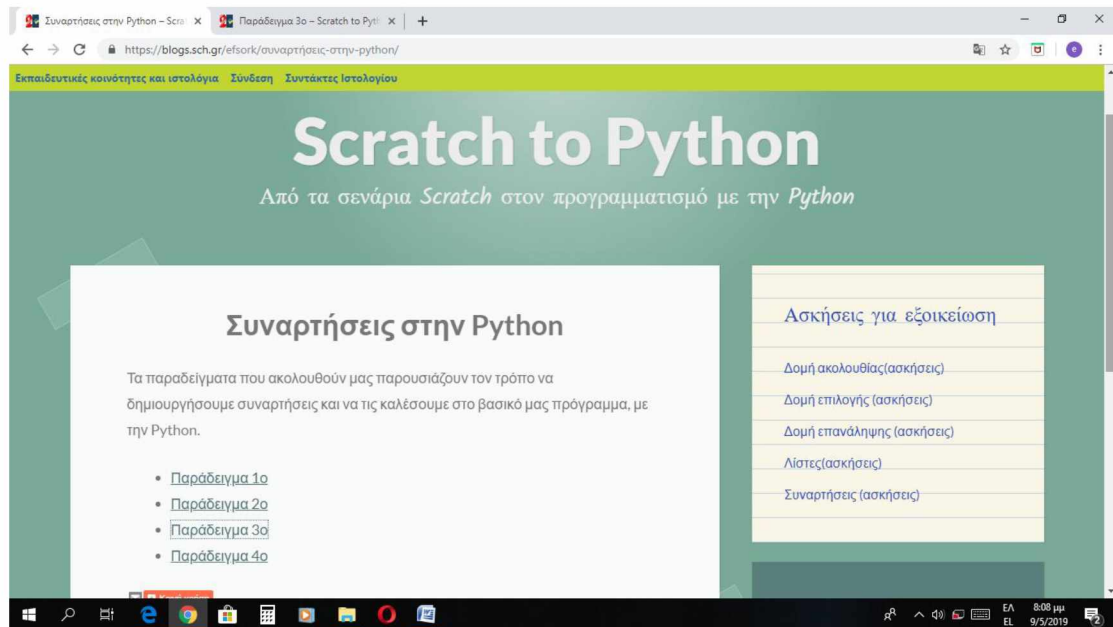 Συναρτήσεις στην Python – Scra
Παράδειγμα 3ο – Scratch to Pyth
https://blogs.sch.gr/efsork/συναρτήσεις-στην-python/
e
Εκπαιδευτικές κοινότητες και ιστολόγια Σύνδεση Συντάκτες Ιστολογίου
Scratch to Python
Από τα σενάρια Scratch στον προγραμματισμό με την Python
Συναρτήσεις στην Python
Τα παραδείγματα που ακολουθούν μας παρουσιάζουν τον τρόπο να
δημιουργήσουμε συναρτήσεις και να τις καλέσουμε στο βασικό μας πρόγραμμα, με
την Python.
Παράδειγμα 1ο
Παράδειγμα 2ο
Παράδειγμα 3ο
Παράδειγμα 4ο
Ασκήσεις για εξοικείωση
Δομή ακολουθίας(ασκήσεις)
Δομή επιλογής (ασκήσεις)
Δομή επανάληψης (ασκήσεις)
Λίστες(ασκήσεις)
Συναρτήσεις (ασκήσεις)
ΕΛ
EL
8:08 μμ
9/5/2019
2